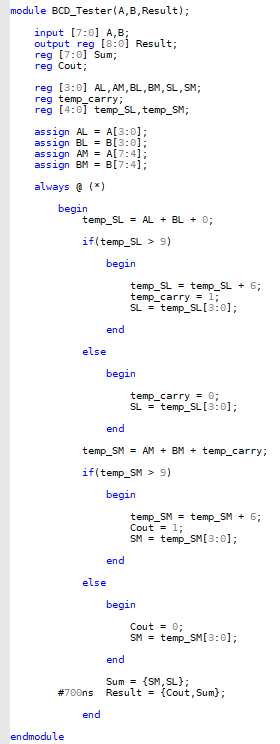 module BCD_Tester(A,B,Result);
input [7:0] A,B;
output reg [8:0] Result;
reg [7:0] Sum;
reg Cout;
reg [3:0] AL,AM,BL,BM,SL,SM;
reg temp_carry;
reg [4:0] temp_SL,temp_SM;
assign AL = A[3:0];
assign BL = B[3:0];
assign AM = A[7:4];
assign BM = B[7:4];
always @ (*)
begin
temp_SL = AL + BL + 0;
if(temp_SL > 9)
begin
temp_SL = temp_SL + 6;
temp_carry = 1;
SL = temp_SL[3:0];
end
else
begin
temp_carry = 0;
SL = temp_SL[3:0];
end
temp_SM = AM + BM + temp_carry;
if(temp_SM > 9)
begin
temp_SM = temp_SM + 6;
Cout = 1;
SM = temp_SM[3:0];
end
else
begin
Cout = 0;
SM = temp_SM[3:0];
end
Sum = {SM,SL};
#700ns Result = {Cout,Sum};
end
endmodule